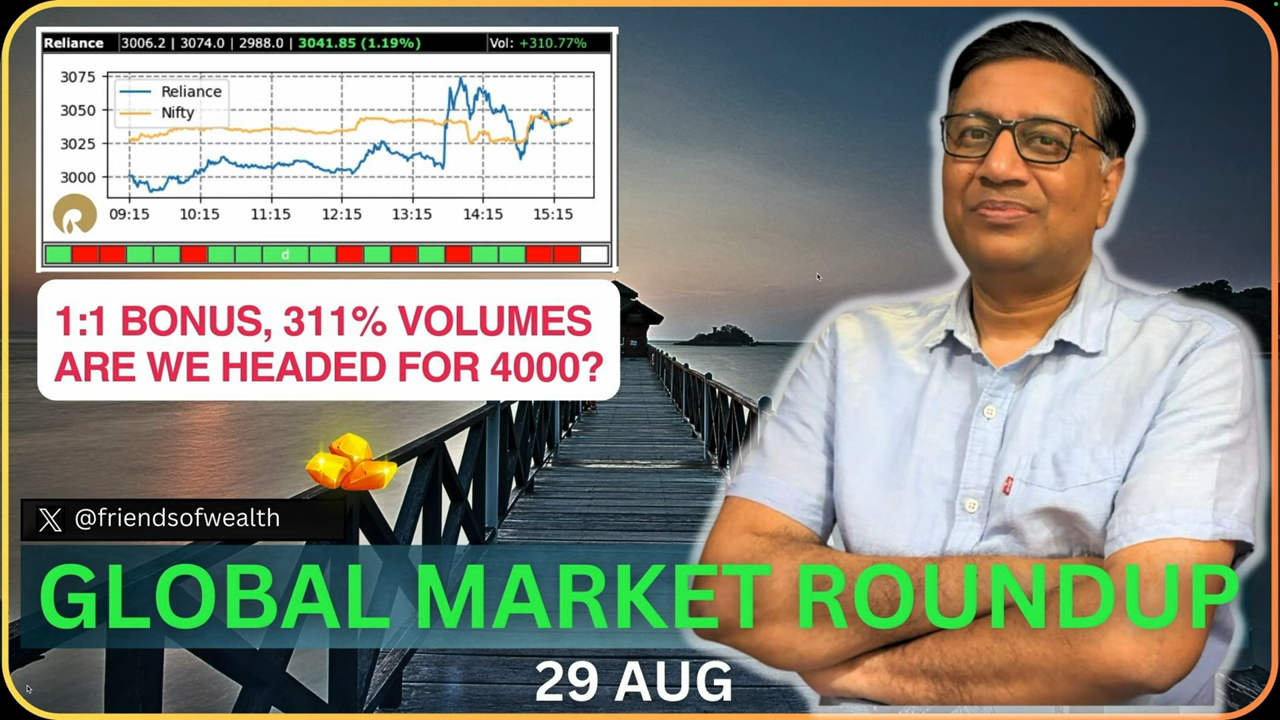 Reliance 3006.2 | 3074.0 | 2988.0 | 3041.85 (1.19%) Vol: +310.77%
3075
3050
3025
3000
Reliance
Nifty
09:15 10:15 11:15 12:15 13:15 14:15 15:15
d
1:1 BONUS, 311% VOLUMES
ARE WE HEADED FOR 4000?
X @friendsofwealth
GLOBAL MARKET ROUNDUP
29 AUG